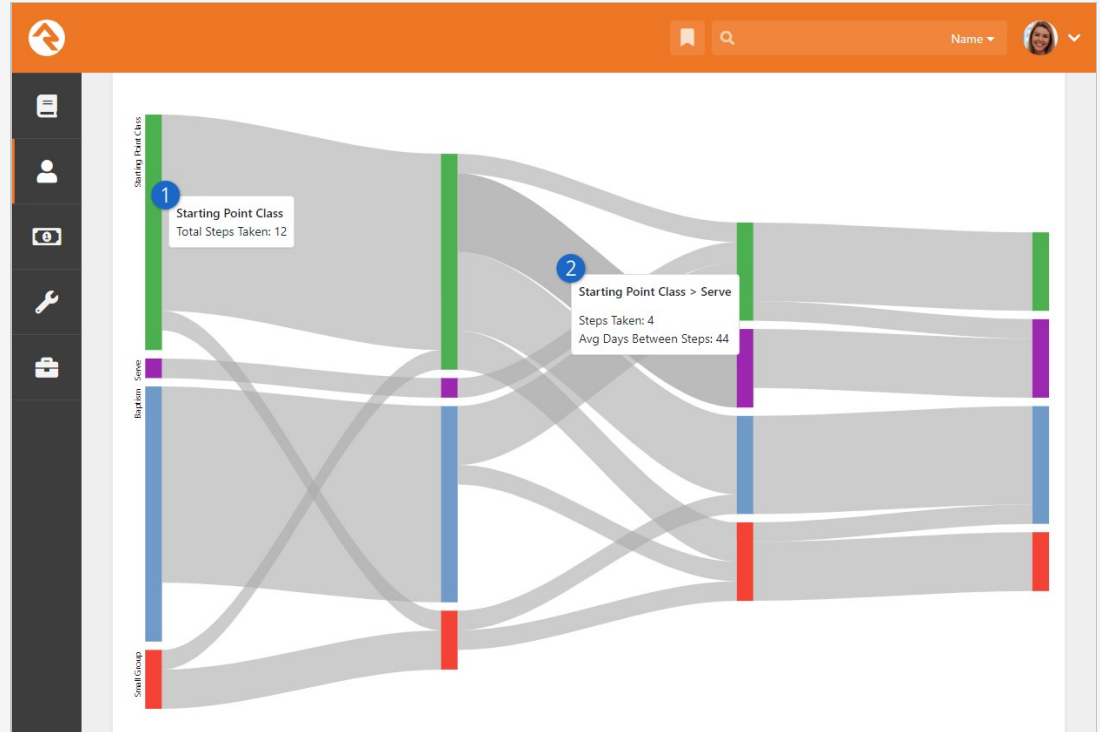 Name
Starting Point Class
1
Starting Point Class
Total Steps Taken: 12
2
Starting Point Class > Serve
Steps Taken: 4
Avg Days Between Steps: 44
Serve
Baptism
Small Group